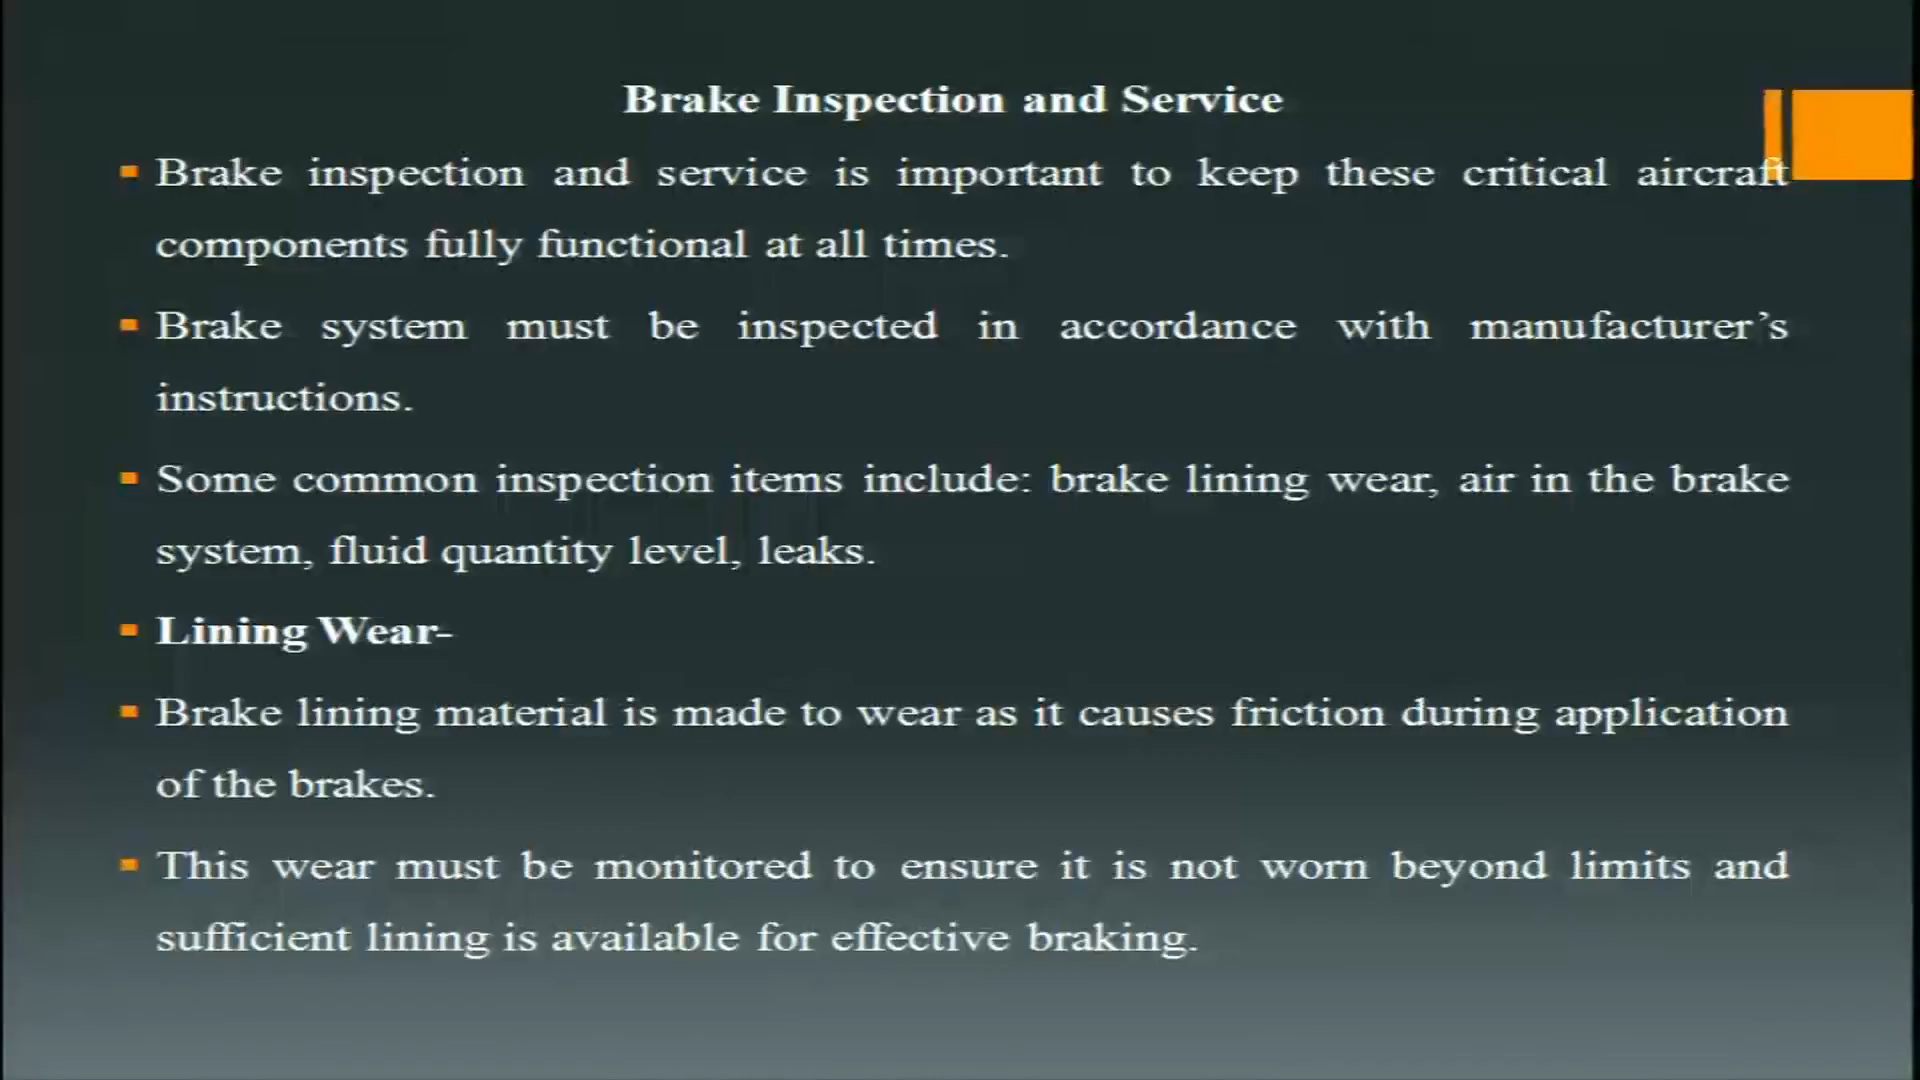 Brake Inspection and Service
Brake inspection and service is important to keep these critical aircraft
components fully functional at all times.
Brake system must be inspected in accordance with manufacturer’s
instructions.
Some common inspection items include: brake lining wear, air in the brake
system, fluid quantity level, leaks.
Lining Wear-
Brake lining material is made to wear as it causes friction during application
of the brakes.
This wear must be monitored to ensure it is not worn beyond limits and
sufficient lining is available for effective braking.